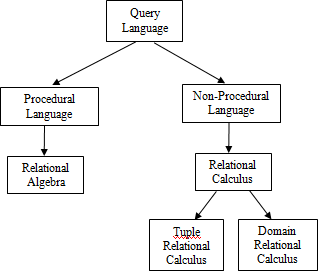 Query
Language
Procedural
Language
Non-Procedural
Language
Relational
Algebra
Relational
Calculus
Tuple
Relational
Calculus
Domain
Relational
Calculus